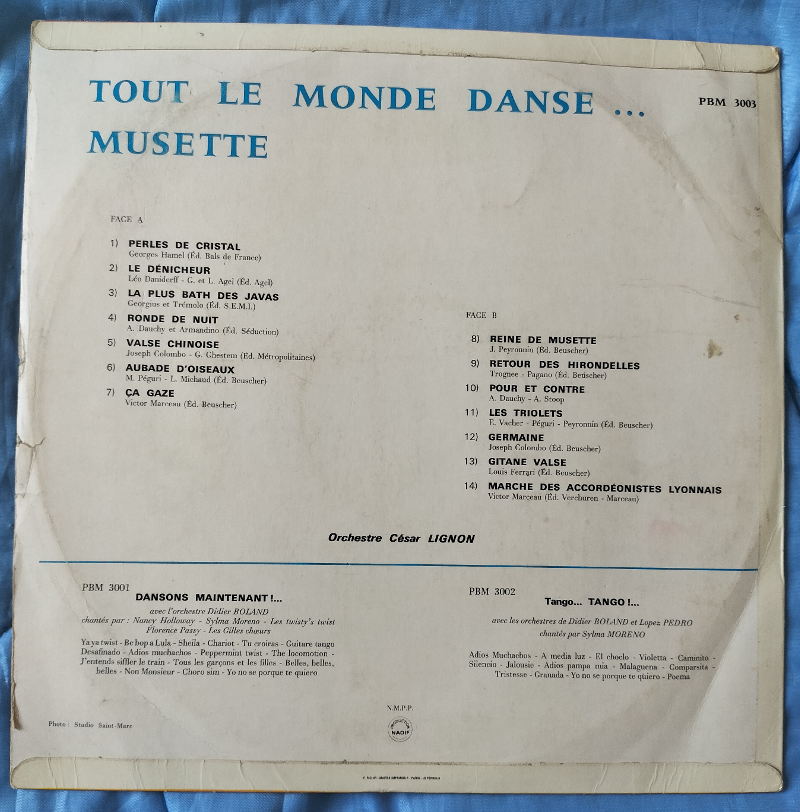 TOUT LE MONDE DANSE ...
PBM 3003
MUSETTE
FACE A
1) PERLES DE CRISTAL
Georges Hamel (Éd. Bals de France)
2) LE DÉNICHEUR
Léo Daniderff - G. et L. Agel (Éd. Agel)
3) LA PLUS BATH DES JAVAS
Georgius et Trémolo (Éd. S.E.M.I.)
4) RONDE DE NUIT
A. Dauchy et Armandino (Éd. Séduction)
5) VALSE CHINOISE
Joseph Colombo - G. Ghestem (Éd. Métropolitaines)
6) AUBADE D'OISEAUX
M. Péguri - L. Michaud (Éd. Beuscher)
7) ÇA GAZE
Victor Marceau (Éd. Beuscher)
FACE B
8) REINE DE MUSETTE
J. Peyronnin (Éd. Beuscher)
9) RETOUR DES HIRONDELLES
Trognee - Pagano (Éd. Beuscher)
10) POUR ET CONTRE
A. Dauchy - A. Stoop
11) LES TRIOLETS
E. Vacher - Péguri - Peyronnin (Éd. Beuscher)
12) GERMAINE
Joseph Colombo (Éd. Beuscher)
13) GITANE VALSE
Louis Ferrari (Éd. Beuscher)
14) MARCHE DES ACCORDÉONISTES LYONNAIS
Victor Marceau (Éd. Verchuren - Marceau)
Orchestre César LIGNON
PBM 3001
DANSONS MAINTENANT !...
avec l'orchestre Didier BOLAND
chantés par : Nancy Holloway - Sylma Moreno - Les twisty's twist
Florence Passy - Les Gilles chœurs
Ya ya twist - Be bop a Lula - Sheila - Chariot - Tu croiras - Guitare tango
Desafinado - Adios muchachos - Peppermint twist - The locomotion -
J'entends siffler le train - Tous les garçons et les filles - Belles, belles,
belles - Non Monsieur - Choro sim - Yo no se porque te quiero
PBM 3002
Tango... TANGO !...
avec les orchestres de Didier BOLAND et Lopez PEDRO
chantés par Sylma MORENO
Adios Muchachos - A media luz - El choclo - Violetta - Caminito -
Silencio - Jalousie - Adios pampa mia - Malaguena - Comparsita -
Tristesse - Granada - Yo no se porque te quiero - Poema
N.M.P.P.
NAOIF
Photo : Studio Saint-Marc